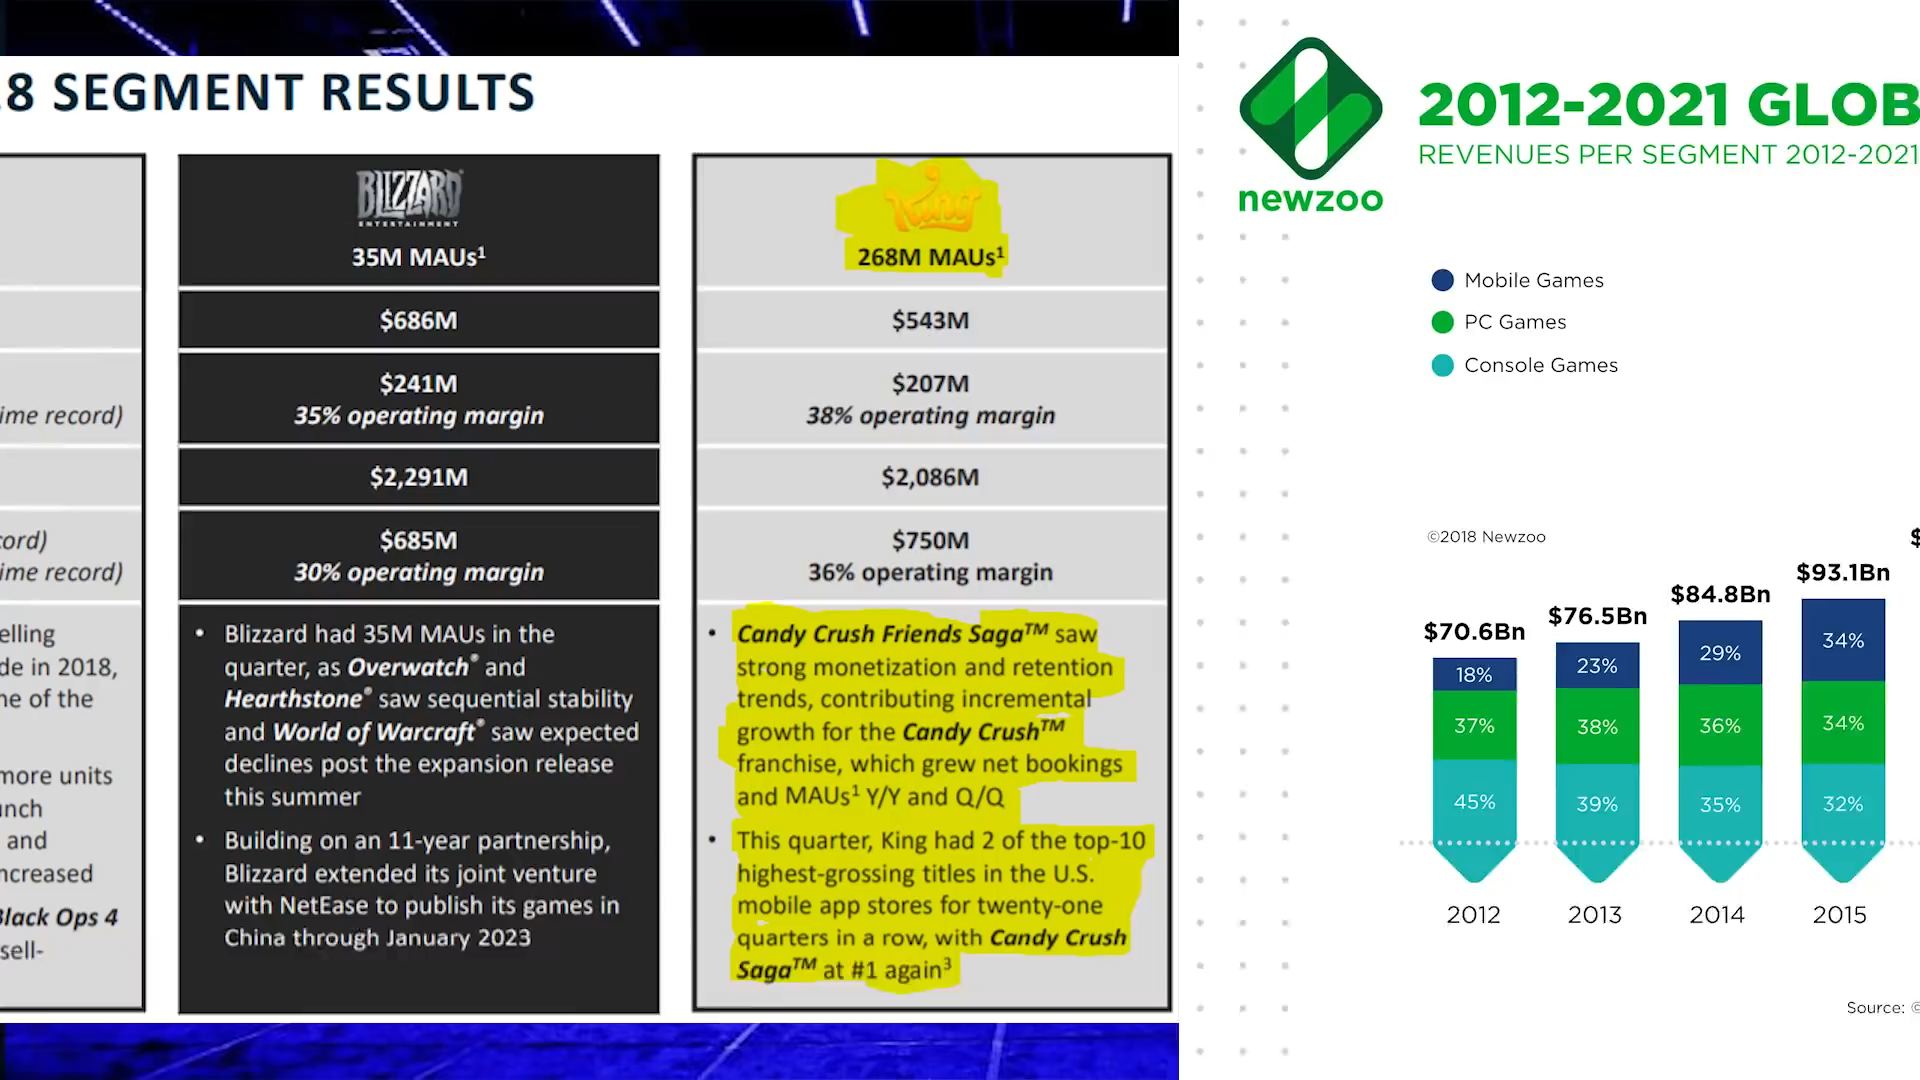 .8 SEGMENT RESULTS
ime record)
ord)
ime record)
elling
de in 2018,
ne of the
more units
unch
and
ncreased
Black Ops 4
sell-
BLIZZARD
ENTERTAINMENT
35M MAUs¹
$686M
$241M
35% operating margin
$2,291M
$685M
30% operating margin
• Blizzard had 35M MAUs in the
quarter, as Overwatch® and
Hearthstone® saw sequential stability
and World of Warcraft® saw expected
declines post the expansion release
this summer
• Building on an 11-year partnership,
Blizzard extended its joint venture
with NetEase to publish its games in
China through January 2023
King
268M MAUs¹
$543M
$207M
38% operating margin
$2,086M
$750M
36% operating margin
• Candy Crush Friends Saga™ saw
strong monetization and retention
trends, contributing incremental
growth for the Candy Crush™
franchise, which grew net bookings
and MAUs¹ Y/Y and Q/Q
• This quarter, King had 2 of the top-10
highest-grossing titles in the U.S.
mobile app stores for twenty-one
quarters in a row, with Candy Crush
Saga™ at #1 again³
newzoo
2012-2021 GLOB
REVENUES PER SEGMENT 2012-2021
Mobile Games
PC Games
Console Games
©2018 Newzoo
$70.6Bn
$76.5Bn
$84.8Bn
$93.1Bn
$
18%
23%
29%
34%
37%
38%
36%
34%
45%
39%
35%
32%
2012
2013
2014
2015
Source: ©